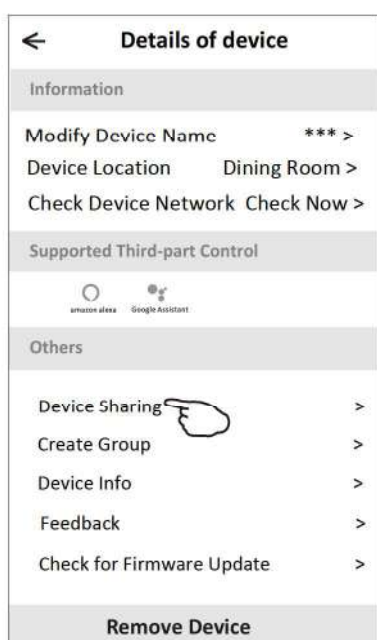 ← Details of device
Information
Modify Device Name *** >
Device Location Dining Room >
Check Device Network Check Now >
Supported Third-part Control
amazon alexa Google Assistant
Others
Device Sharing >
Create Group >
Device Info >
Feedback >
Check for Firmware Update >
Remove Device